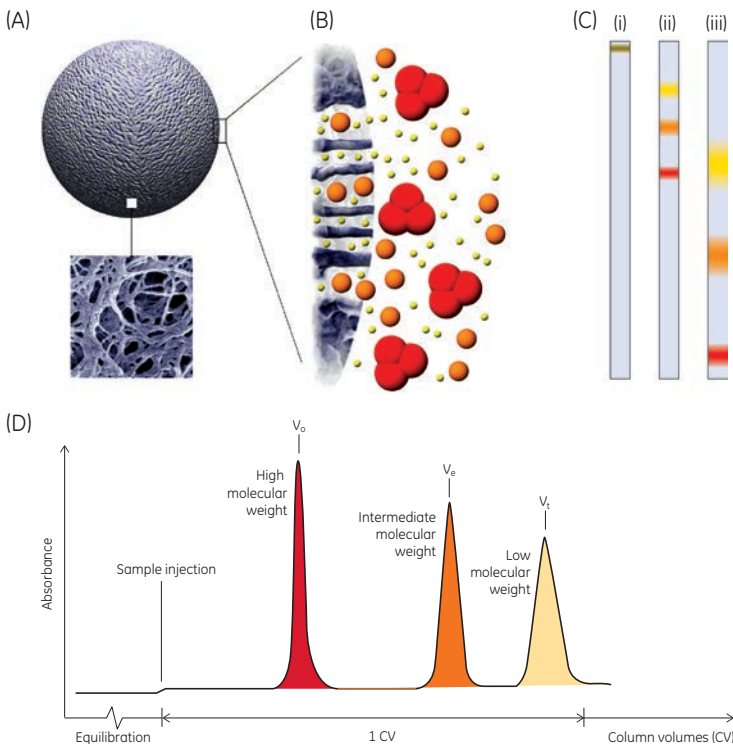 (A)
(B)
(C)
(i)
(ii)
(iii)
(D)
Absorbance
Sample injection
High
molecular
weight
Vo
Intermediate
molecular
weight
Ve
Low
molecular
weight
Vt
Equilibration
1 CV
Column volumes (CV)